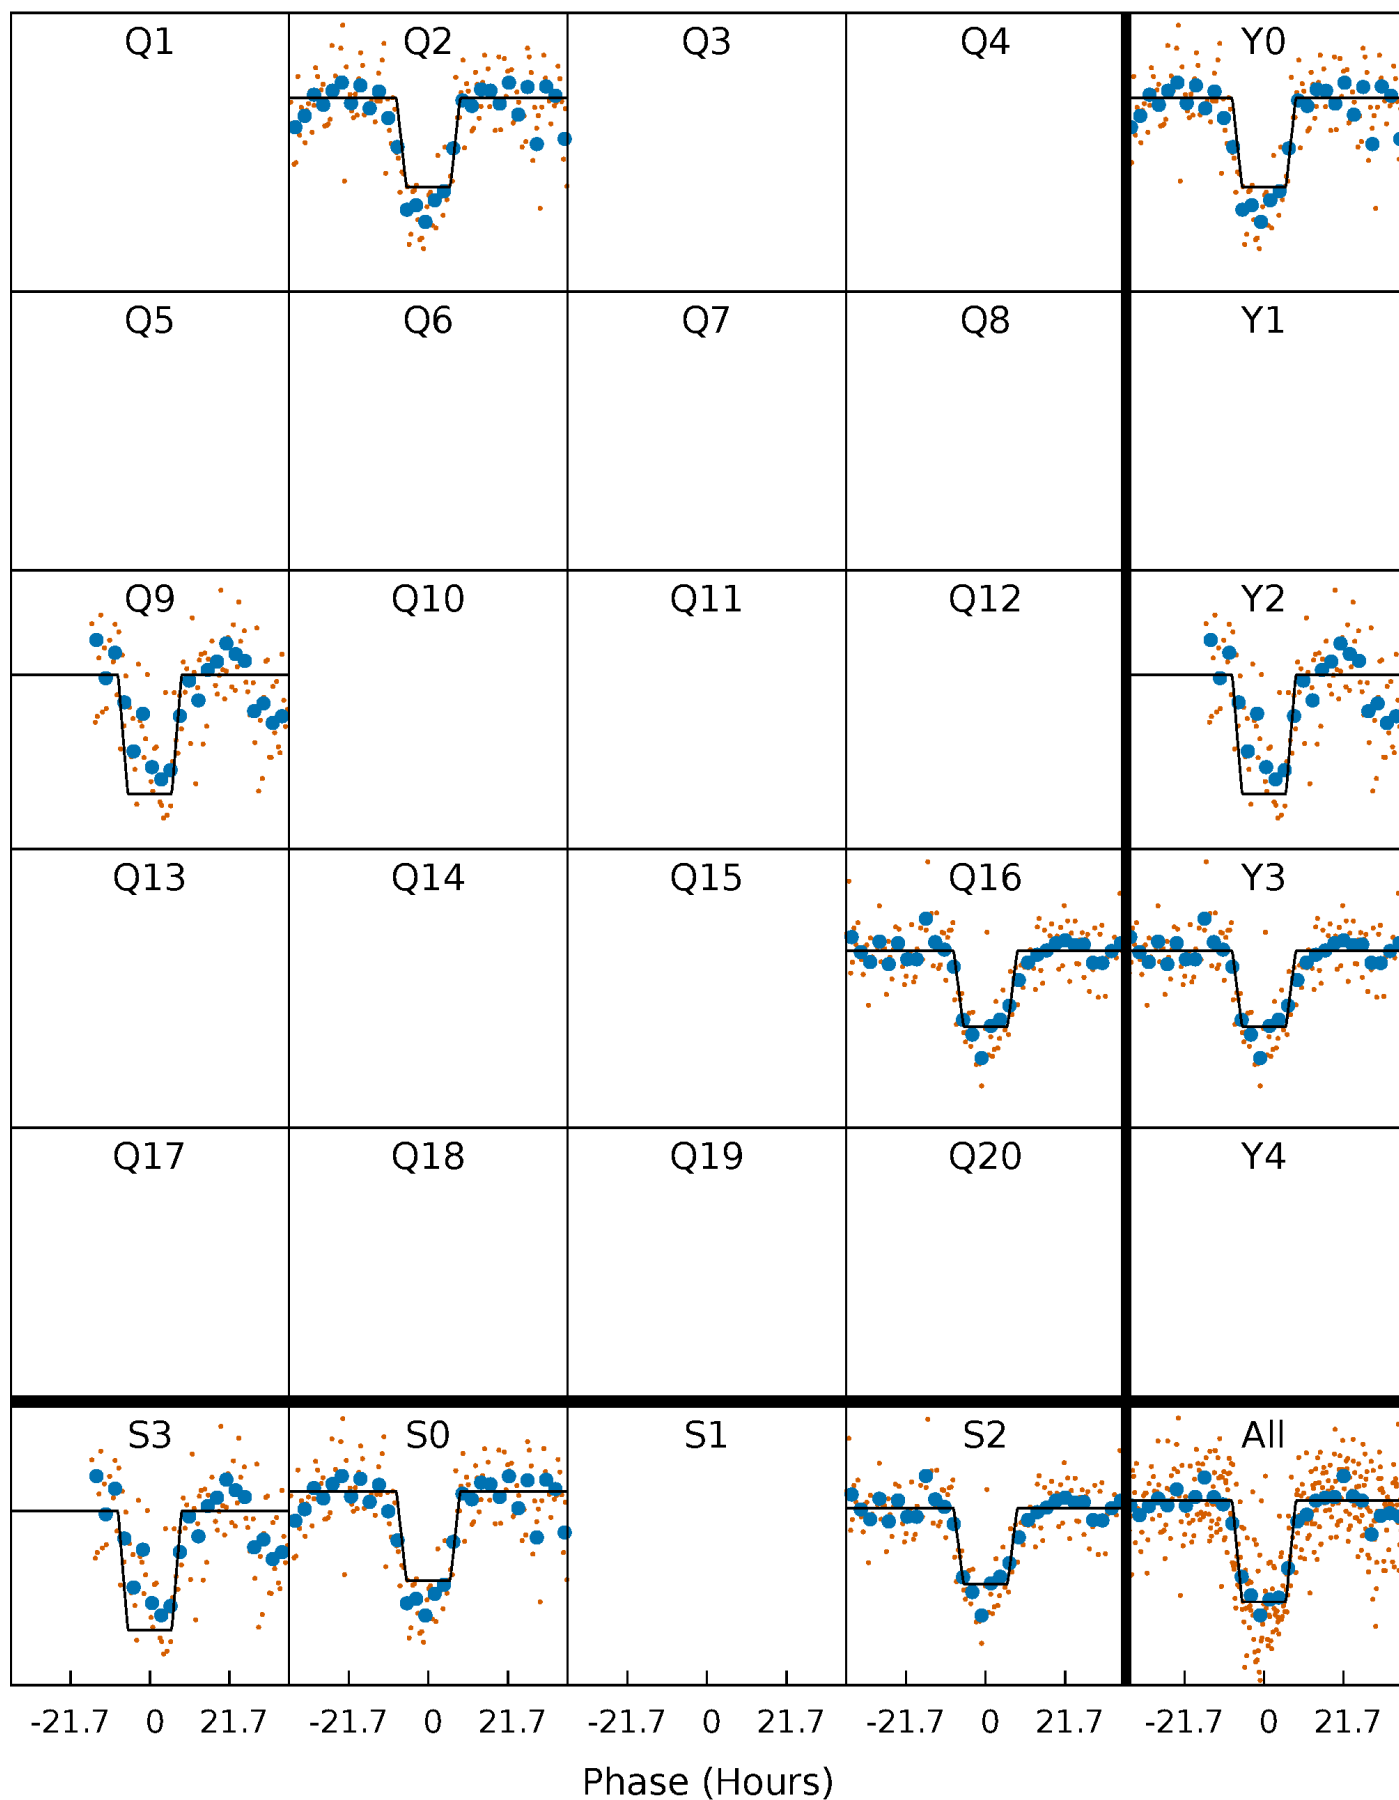 Q1 Q2 Q3 Q4 Y0
Q5 Q6 Q7 Q8 Y1
Q9 Q10 Q11 Q12 Y2
Q13 Q14 Q15 Q16 Y3
Q17 Q18 Q19 Q20 Y4
S3 S0 S1 S2 All
-21.7 0 21.7 -21.7 0 21.7 -21.7 0 21.7 -21.7 0 21.7 -21.7 0 21.7
Phase (Hours)